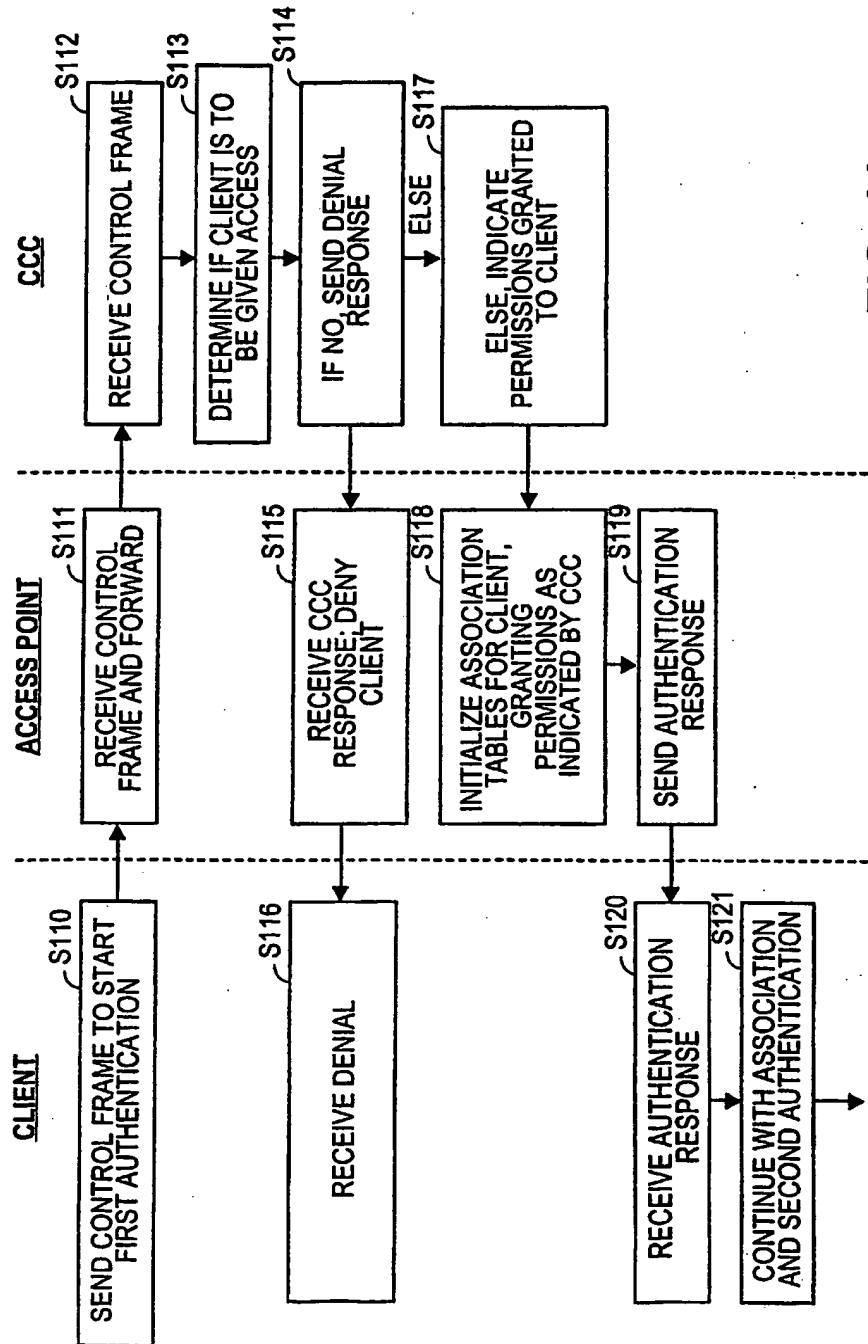 CLIENT
ACCESS POINT
CCC
S110
SEND CONTROL FRAME TO START
FIRST AUTHENTICATION
S111
RECEIVE CONTROL
FRAME AND FORWARD
S112
RECEIVE CONTROL FRAME
S113
DETERMINE IF CLIENT IS TO
BE GIVEN ACCESS
S114
IF NO, SEND DENIAL
RESPONSE
ELSE
S115
RECEIVE CCC
RESPONSE; DENY
CLIENT
S116
RECEIVE DENIAL
S117
ELSE, INDICATE
PERMISSIONS GRANTED
TO CLIENT
S118
INITIALIZE ASSOCIATION
TABLES FOR CLIENT,
GRANTING
PERMISSIONS AS
INDICATED BY CCC
S119
SEND AUTHENTICATION
RESPONSE
S120
RECEIVE AUTHENTICATION
RESPONSE
S121
CONTINUE WITH ASSOCIATION
AND SECOND AUTHENTICATION